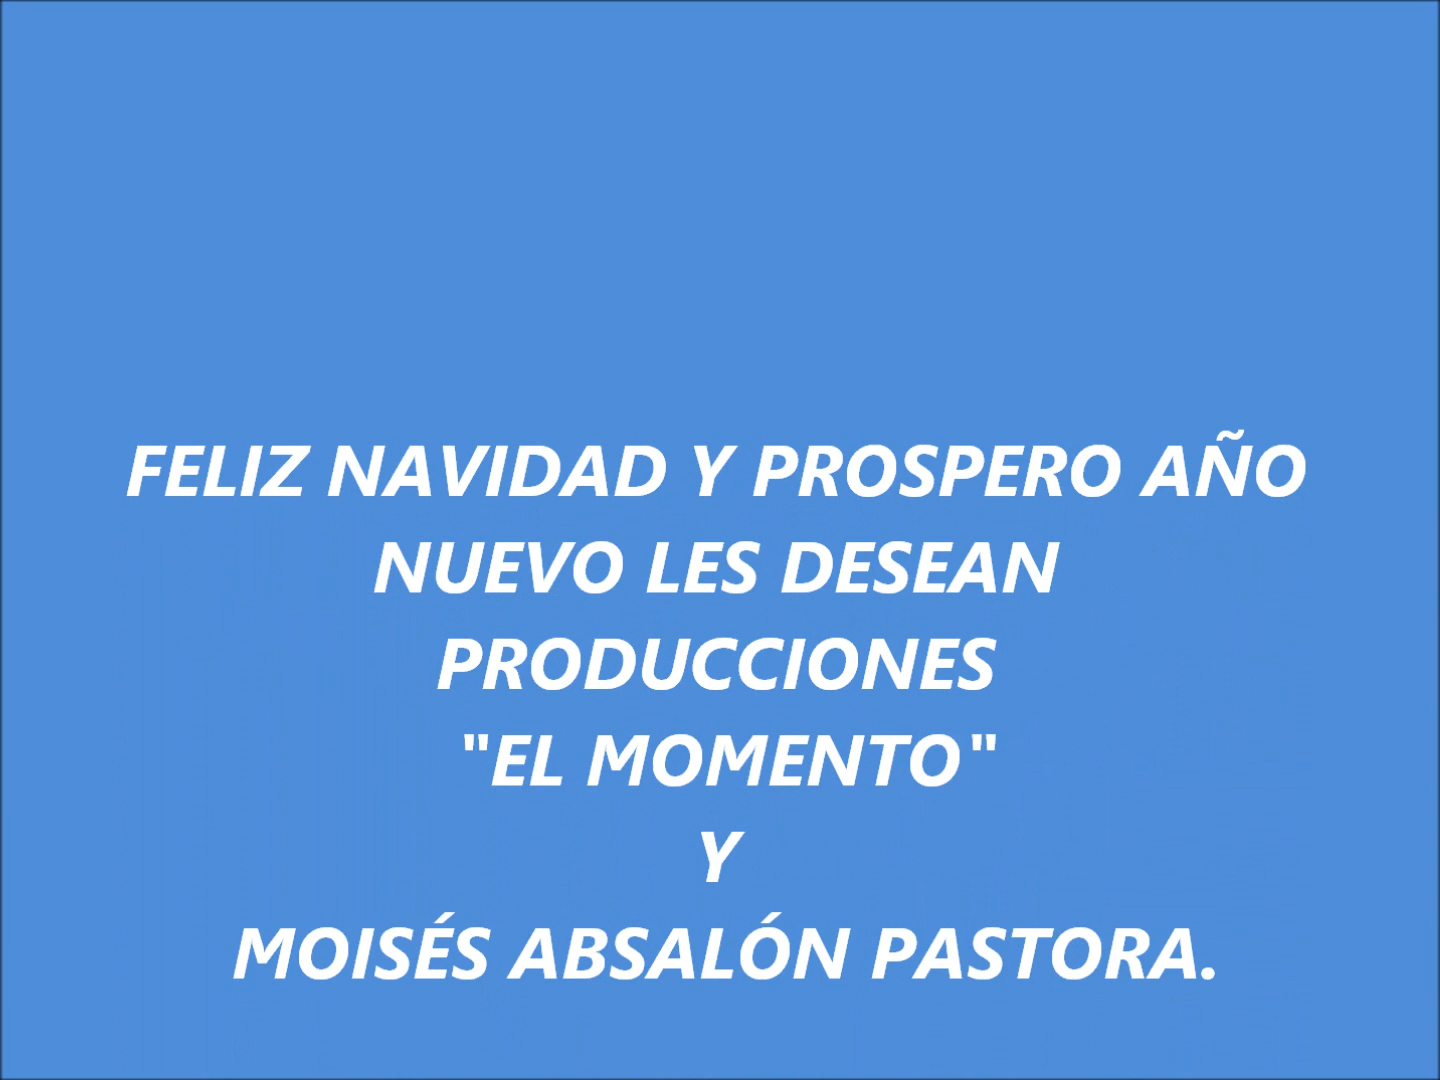 FELIZ NAVIDAD Y PROSPERO AÑO
NUEVO LES DESEAN
PRODUCCIONES
"EL MOMENTO"
Y
MOISÉS ABSALÓN PASTORA.